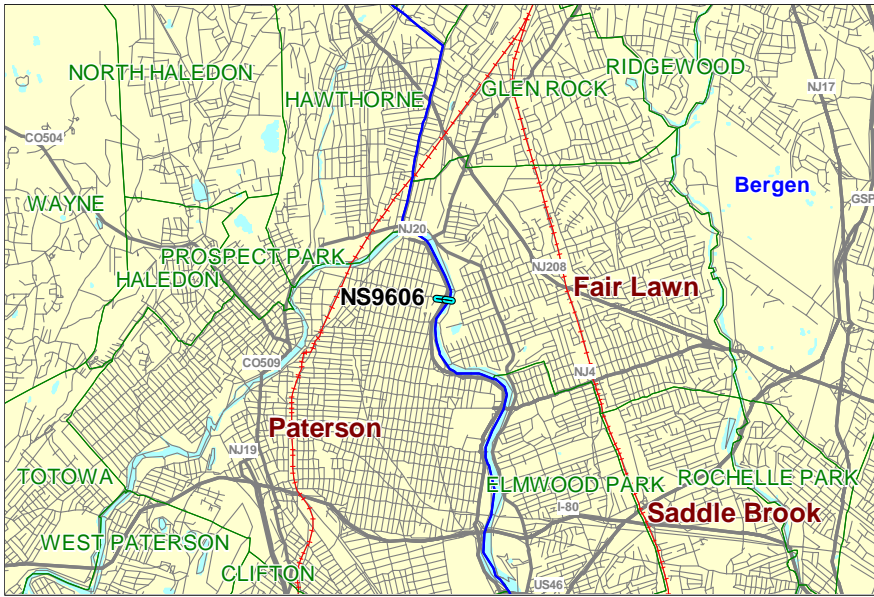 RIDGEWOOD
NORTH HALEDON
GLEN ROCK
NJ17
HAWTHORNE
CO504
Bergen
WAYNE
GSP
NJ20
PROSPECT PARK
NJ208
HALEDON
Fair Lawn
NS9606
CO509
NJ4
Paterson
NJ19
TOTOWA
ROCHELLE PARK
ELMWOOD PARK
I-80
Saddle Brook
WEST PATERSON
CLIFTON
US46